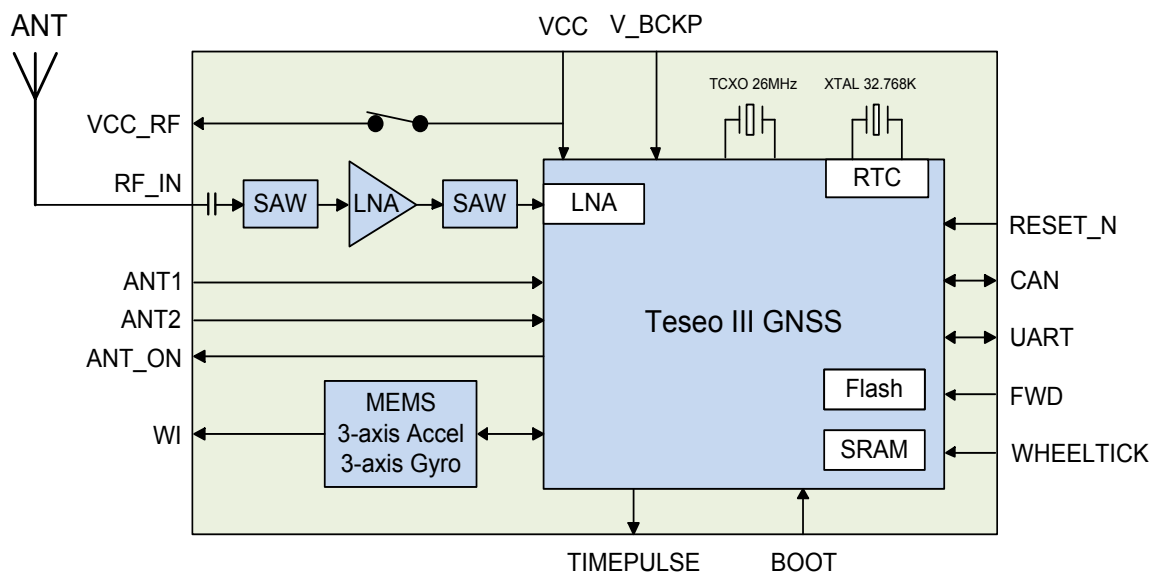 ANT
VCC
V_BCKP
TCXO 26MHz
XTAL 32.768K
VCC_RF
RF_IN
SAW
LNA
SAW
LNA
RTC
RESET_N
ANT1
CAN
ANT2
Teseo III GNSS
UART
ANT_ON
MEMS
3-axis Accel
3-axis Gyro
Flash
FWD
WI
SRAM
WHEELTICK
TIMEPULSE
BOOT